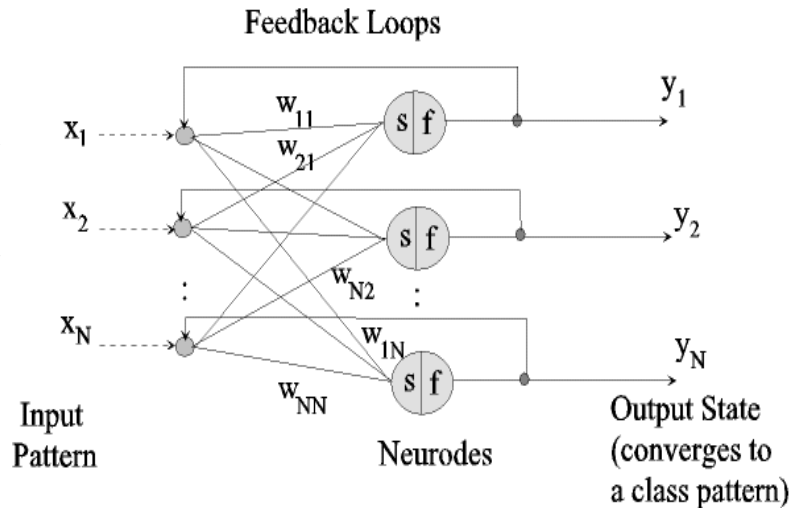 Feedback Loops
x1
w11
s f
y1
w21
x2
s f
y2
:
wN2
:
xN
w1N
s f
yN
wNN
Input
Pattern
Neurodes
Output State
(converges to
a class pattern)